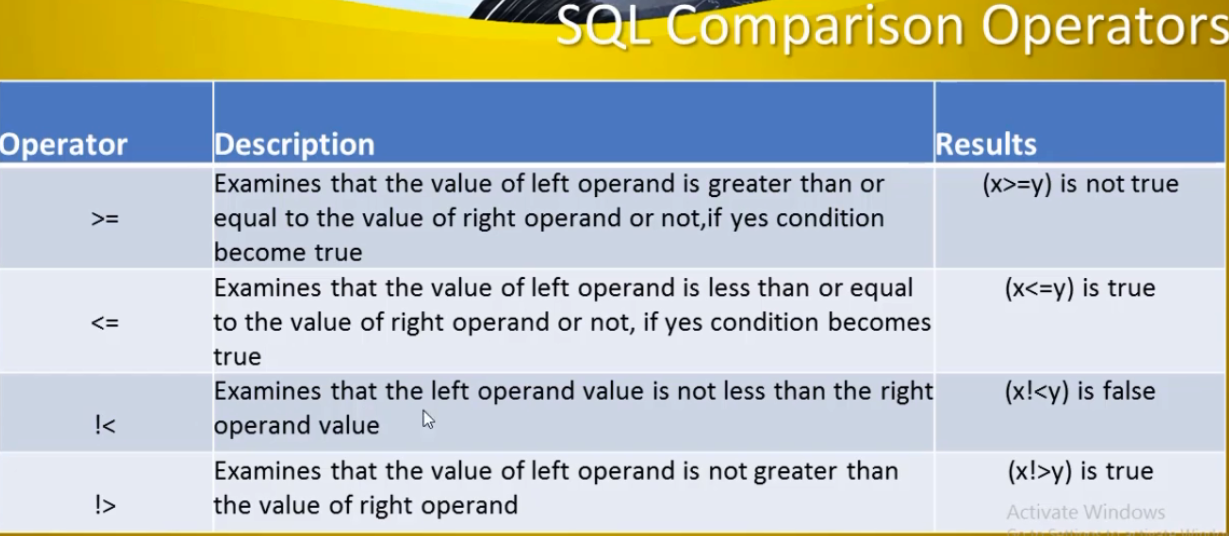 SQL Comparison Operators
Operator
Description
Results
>=
Examines that the value of left operand is greater than or
equal to the value of right operand or not,if yes condition
become true
(x>=y) is not true
<=
Examines that the value of left operand is less than or equal
to the value of right operand or not, if yes condition becomes
true
(x<=y) is true
!<
Examines that the left operand value is not less than the right
operand value
(x!<y) is false
!>
Examines that the value of left operand is not greater than
the value of right operand
(x!>y) is true
Activate Windows